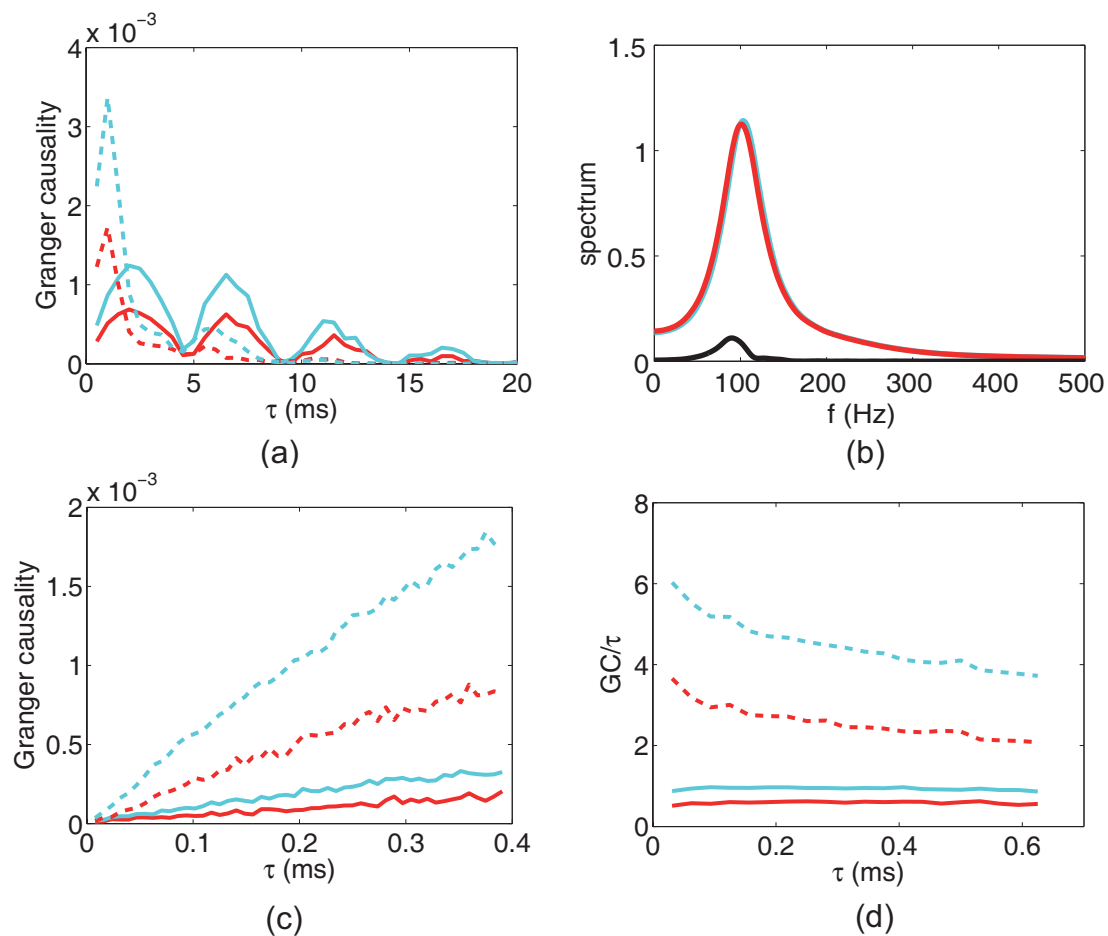 x 10⁻³
4
3
2
1
0
0 5 10 15 20
Granger causality
τ (ms)
(a)
1.5
1
0.5
0
0 100 200 300 400 500
spectrum
f (Hz)
(b)
x 10⁻³
2
1.5
1
0.5
0
0 0.1 0.2 0.3 0.4
Granger causality
τ (ms)
(c)
8
6
4
2
0
0 0.2 0.4 0.6
GC/τ
τ (ms)
(d)